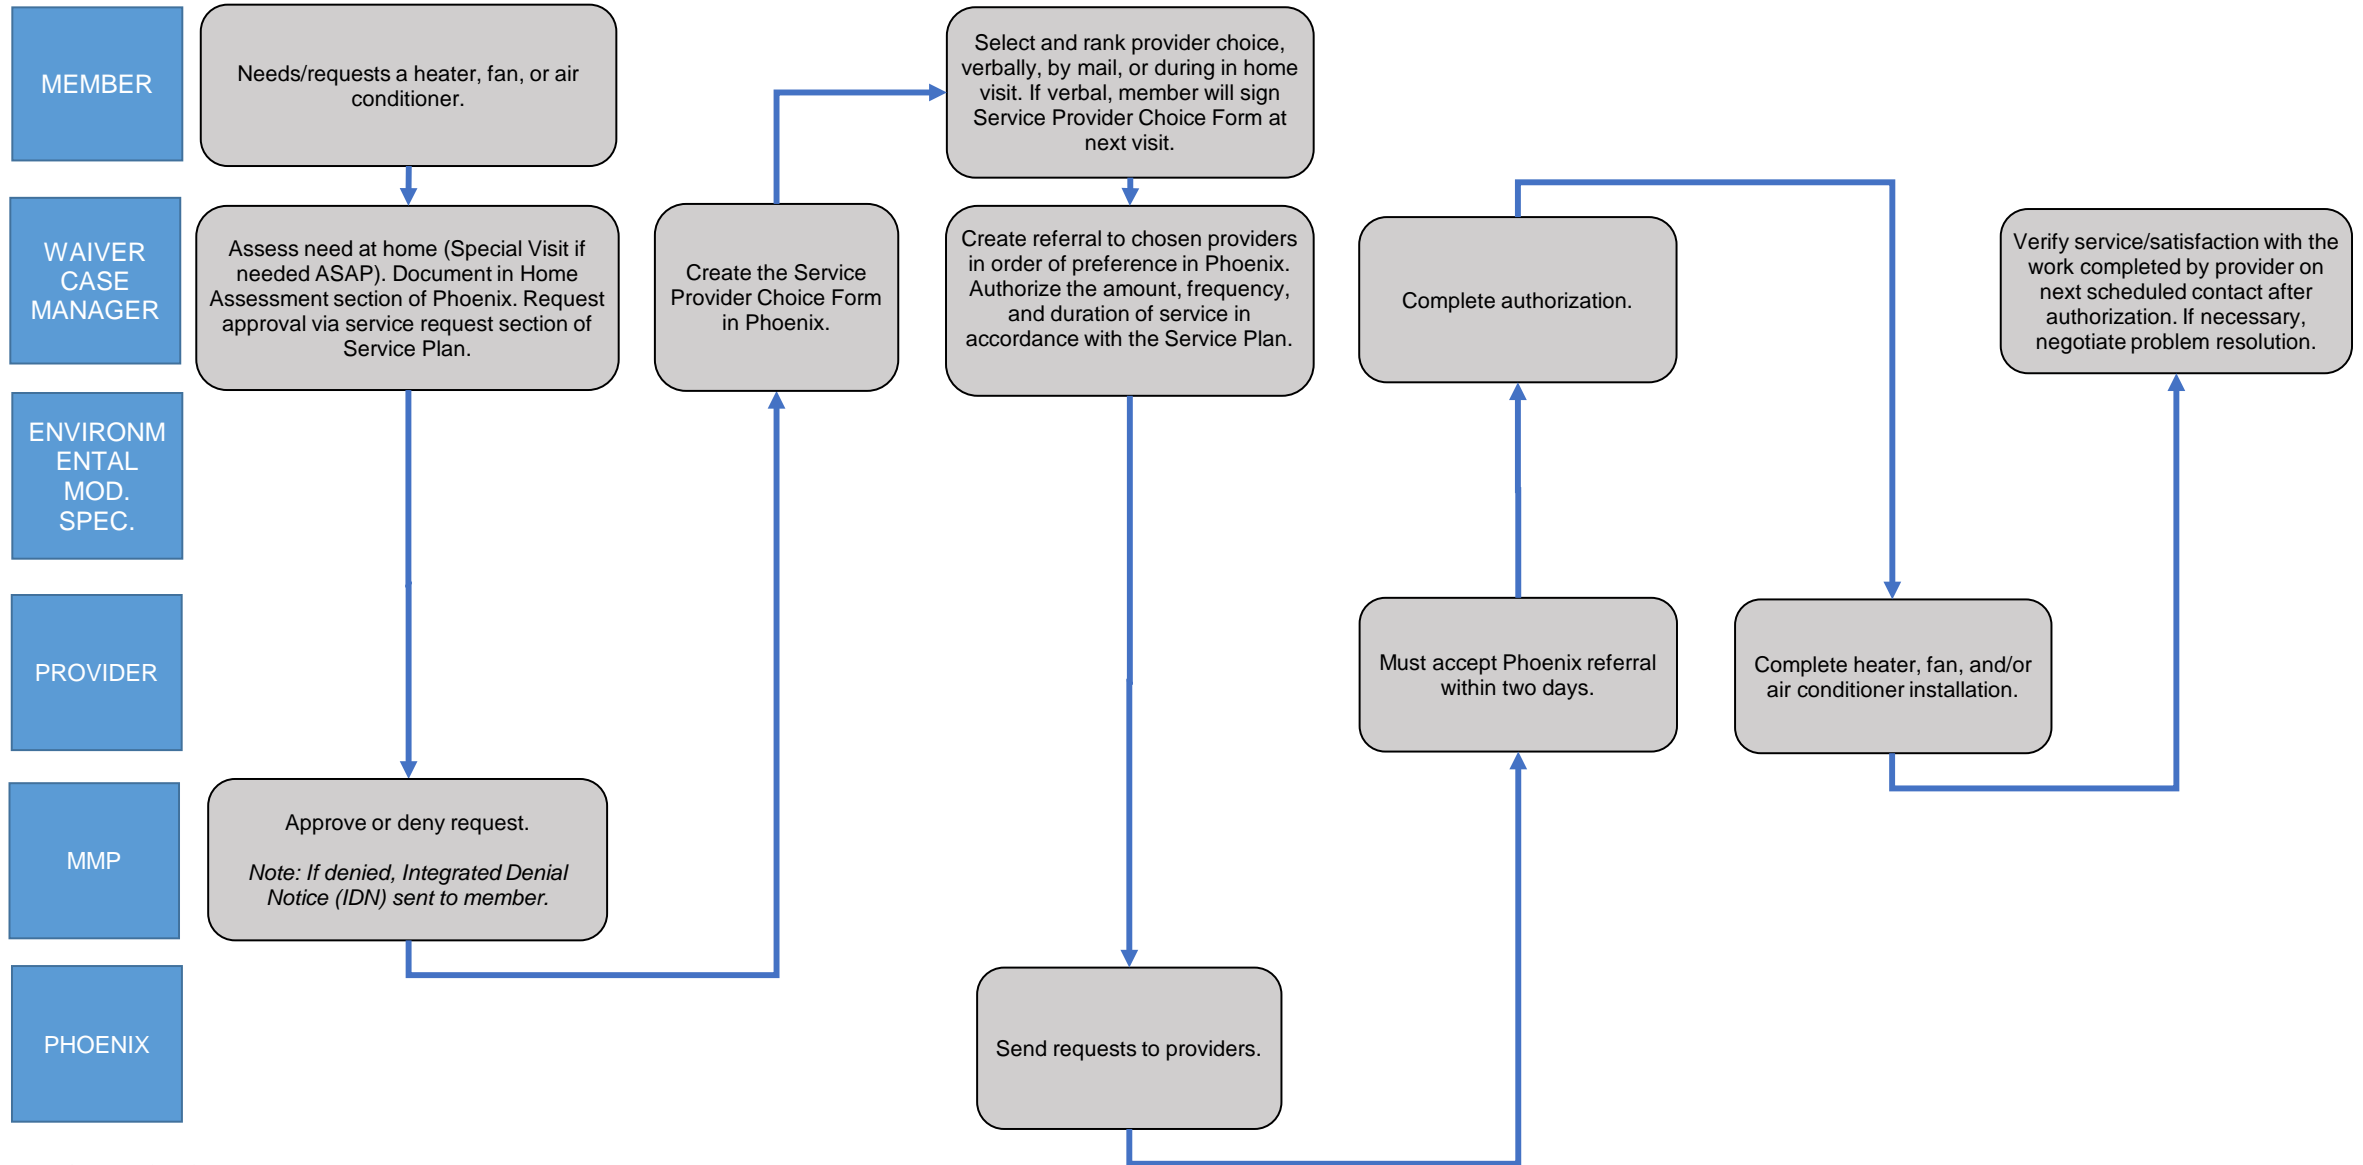 MEMBER
Needs/requests a heater, fan, or air
conditioner.
Select and rank provider choice,
verbally, by mail, or during in home
visit. If verbal, member will sign
Service Provider Choice Form at
next visit.
WAIVER
CASE
MANAGER
Assess need at home (Special Visit if
needed ASAP). Document in Home
Assessment section of Phoenix. Request
approval via service request section of
Service Plan.
Create the Service
Provider Choice Form
in Phoenix.
Create referral to chosen providers
in order of preference in Phoenix.
Authorize the amount, frequency,
and duration of service in
accordance with the Service Plan.
Complete authorization.
Verify service/satisfaction with the
work completed by provider on
next scheduled contact after
authorization. If necessary,
negotiate problem resolution.
ENVIRONM
ENTAL
MOD.
SPEC.
PROVIDER
Must accept Phoenix referral
within two days.
Complete heater, fan, and/or
air conditioner installation.
MMP
Approve or deny request.
Note: If denied, Integrated Denial
Notice (IDN) sent to member.
PHOENIX
Send requests to providers.